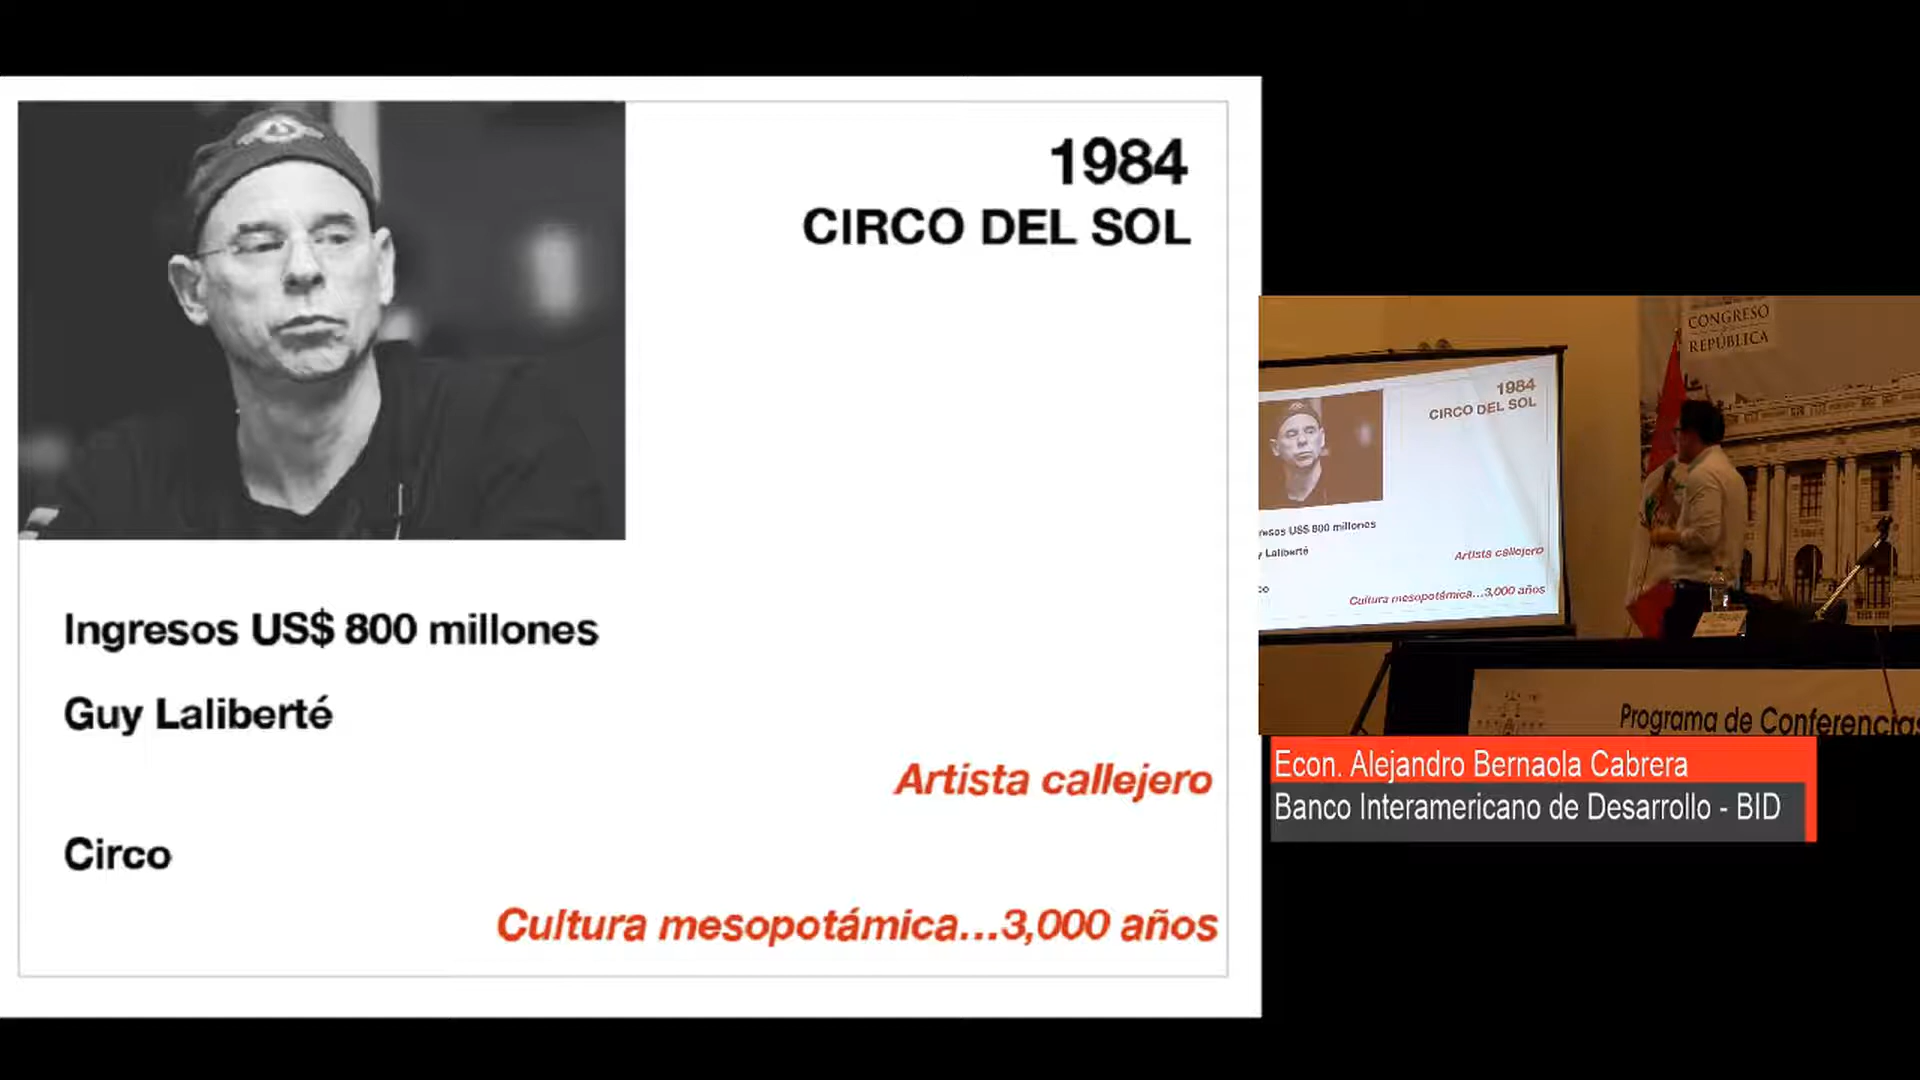 1984
CIRCO DEL SOL
Ingresos US$ 800 millones
Guy Laliberté
Artista callejero
Circo
Cultura mesopotámica...3,000 años
CONGRESO
REPÚBLICA
1984
CIRCO DEL SOL
resos US$ 800 millones
y Laliberté
Artista callejero
co
Cultura mesopotámica...3,000 años
Programa de Conferencias
Econ. Alejandro Bernaola Cabrera
Banco Interamericano de Desarrollo - BID